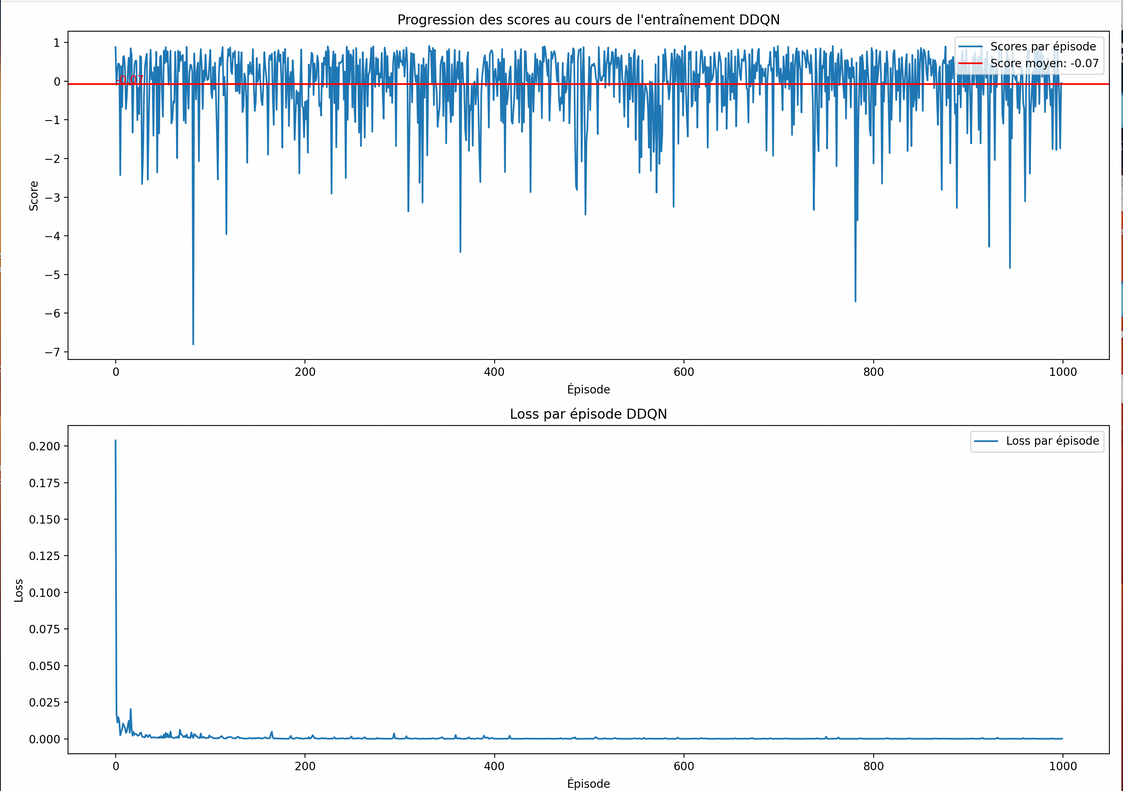 Progression des scores au cours de l'entraînement DDQN
Scores par épisode
Score moyen: -0.07
-0.07
1
0
−1
−2
−3
−4
−5
−6
−7
Score
0 200 400 600 800 1000
Épisode
Loss par épisode DDQN
Loss par épisode
0.200
0.175
0.150
0.125
0.100
0.075
0.050
0.025
0.000
Loss
0 200 400 600 800 1000
Épisode